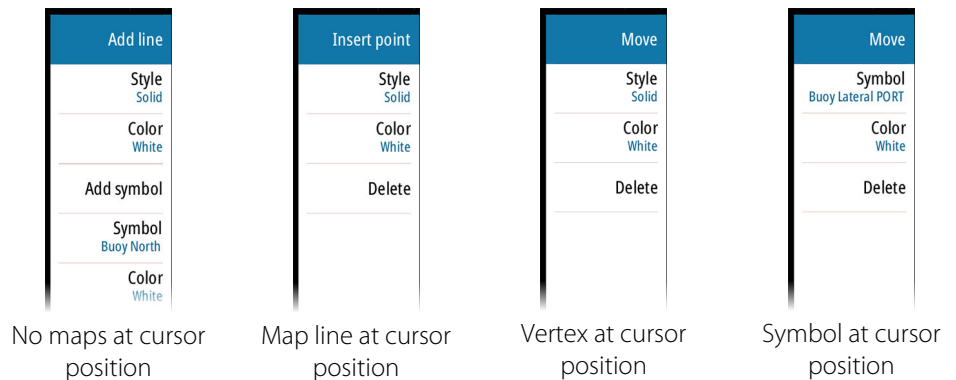 Add line
Style
Solid
Color
White
Add symbol
Symbol
Buoy North
Color
White
No maps at cursor
position
Insert point
Style
Solid
Color
White
Delete
Map line at cursor
position
Move
Style
Solid
Color
White
Delete
Vertex at cursor
position
Move
Symbol
Buoy Lateral PORT
Color
White
Delete
Symbol at cursor
position